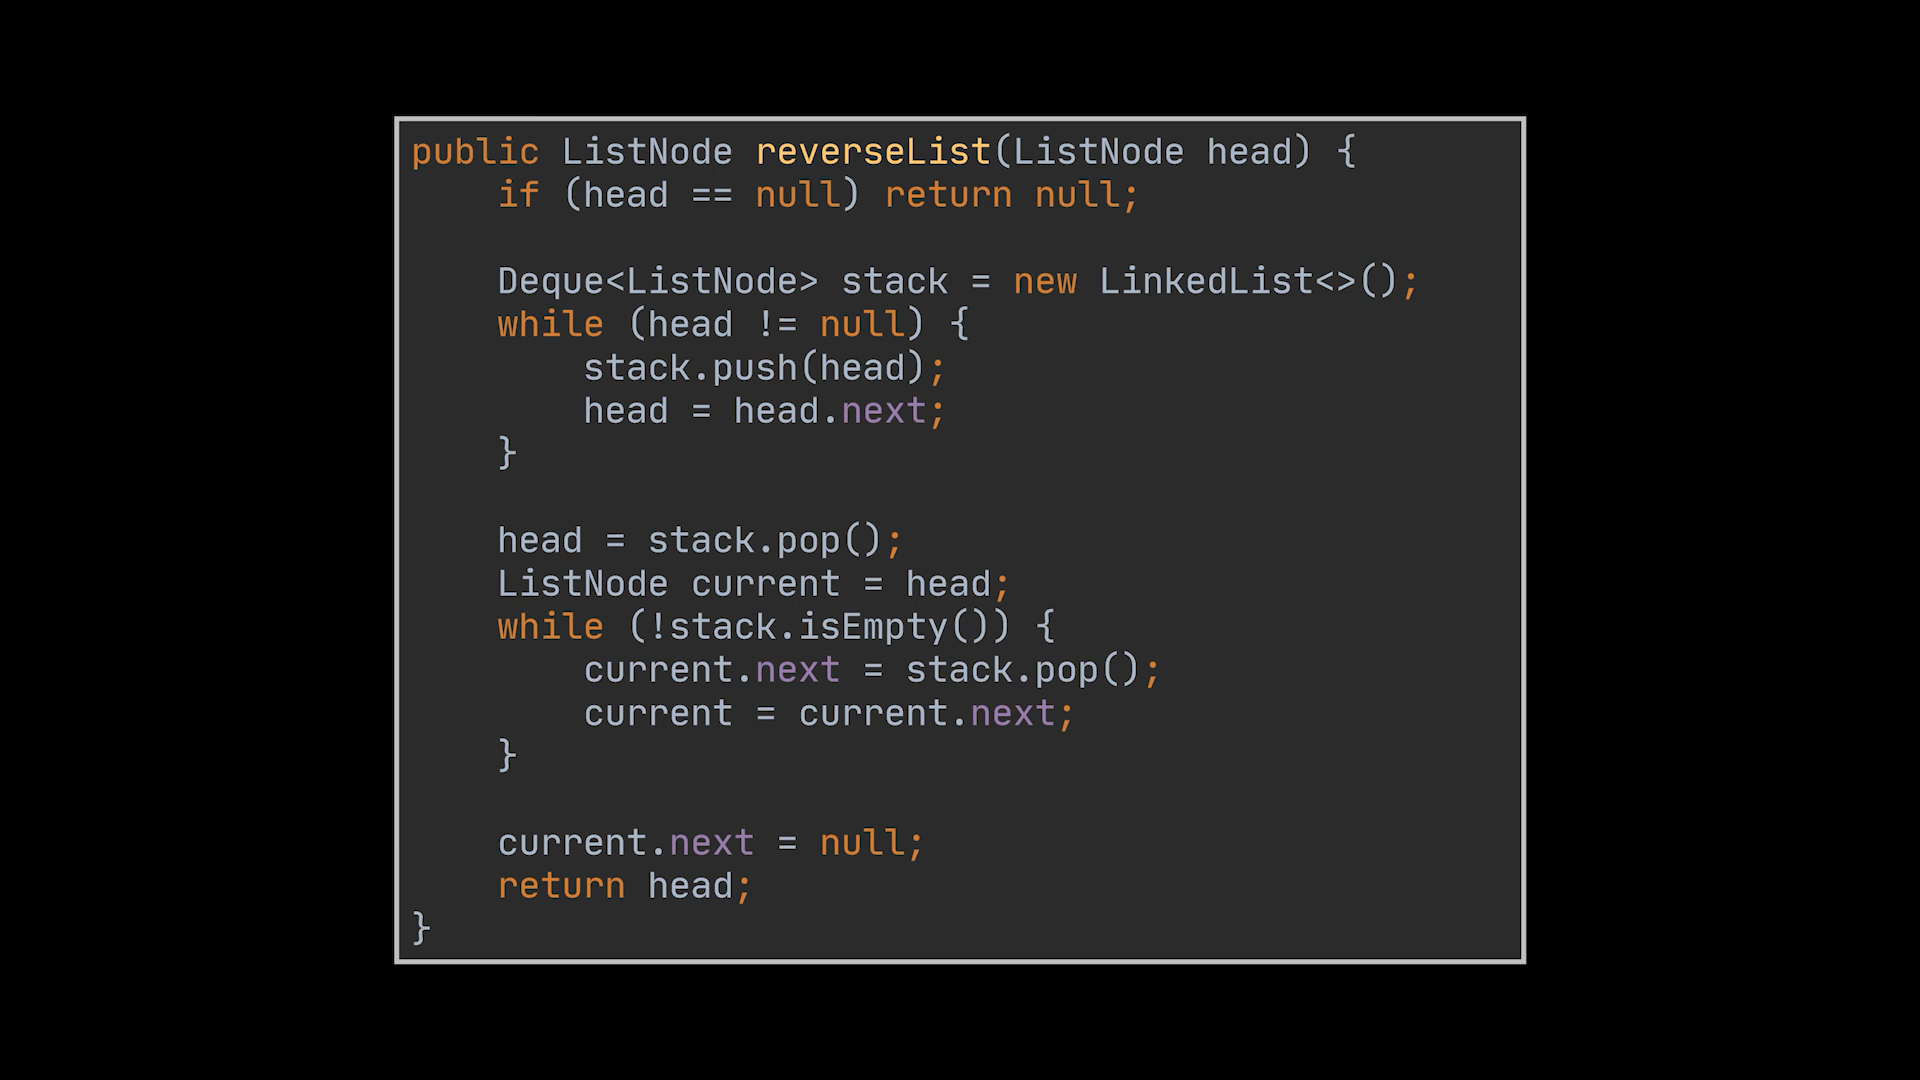 public ListNode reverseList(ListNode head) {
    if (head == null) return null;

    Deque<ListNode> stack = new LinkedList<>();
    while (head != null) {
        stack.push(head);
        head = head.next;
    }

    head = stack.pop();
    ListNode current = head;
    while (!stack.isEmpty()) {
        current.next = stack.pop();
        current = current.next;
    }

    current.next = null;
    return head;
}